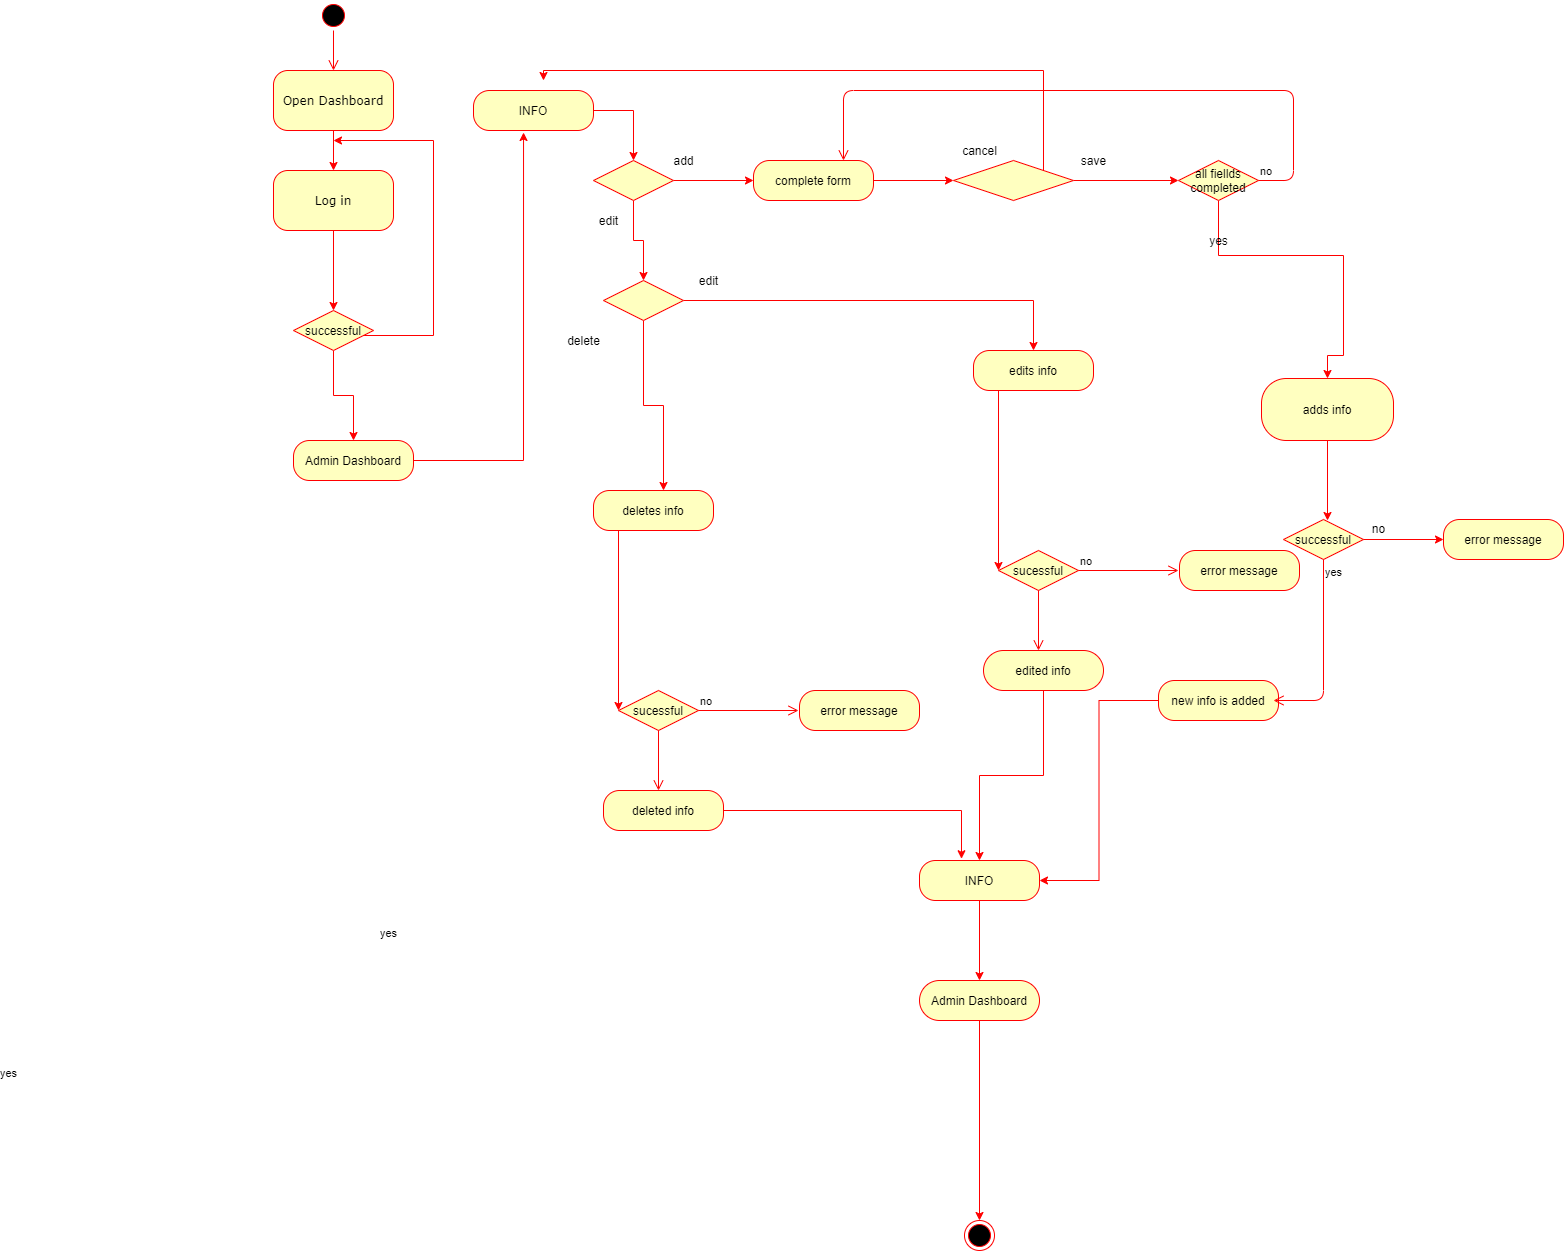 Open Dashboard
INFO
cancel
add
save
complete form
all fiellds
completed
no
Log in
edit
yes
edit
successful
delete
edits info
adds info
Admin Dashboard
deletes info
successful
no
error message
sucessful
no
error message
yes
edited info
new info is added
sucessful
no
error message
deleted info
INFO
yes
Admin Dashboard
yes